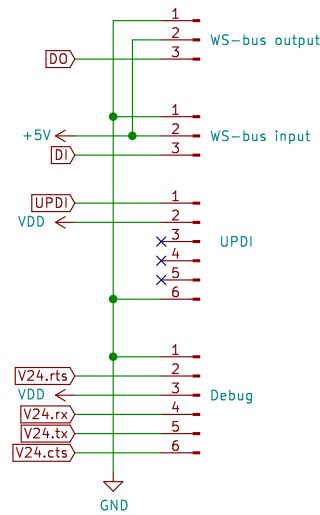 1
2 WS-bus output
DO 3
1
+5V 2 WS-bus input
DI 3
UPDI 1
VDD 2
3 UPDI
4
5
6
1
V24.rts 2
VDD 3 Debug
V24.rx 4
V24.tx 5
V24.cts 6
GND